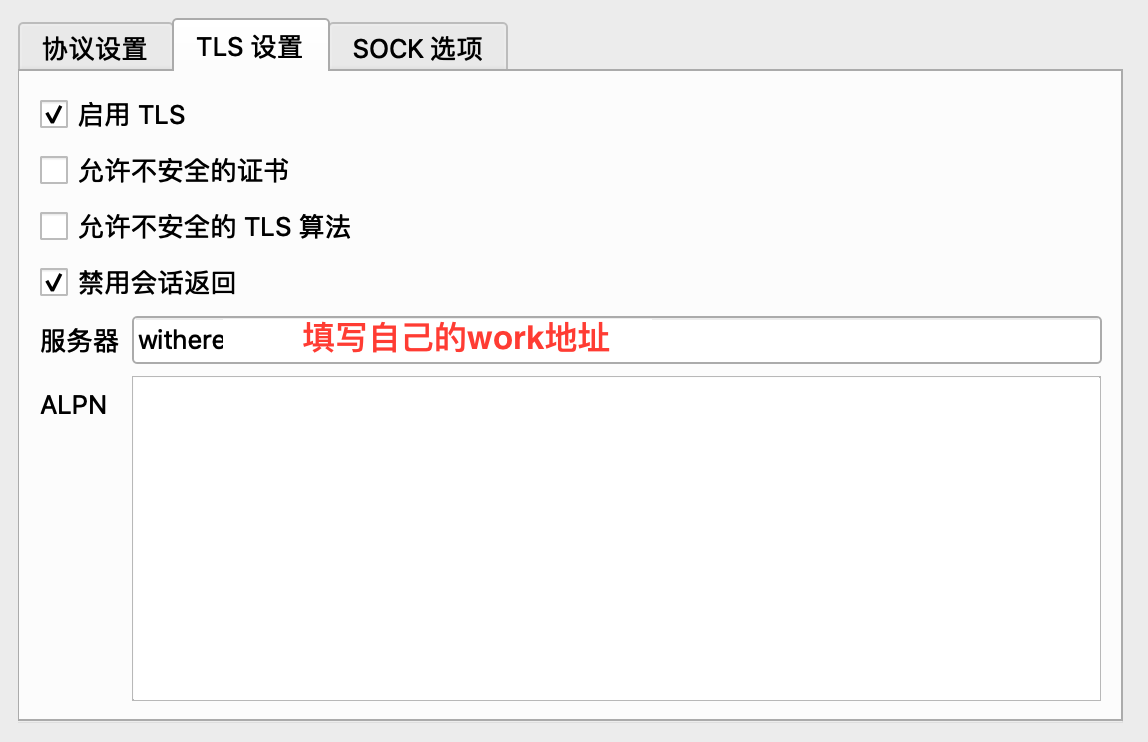 协议设置 TLS 设置 SOCK 选项
启用 TLS
允许不安全的证书
允许不安全的 TLS 算法
禁用会话返回
服务器 withere 填写自己的work地址
ALPN